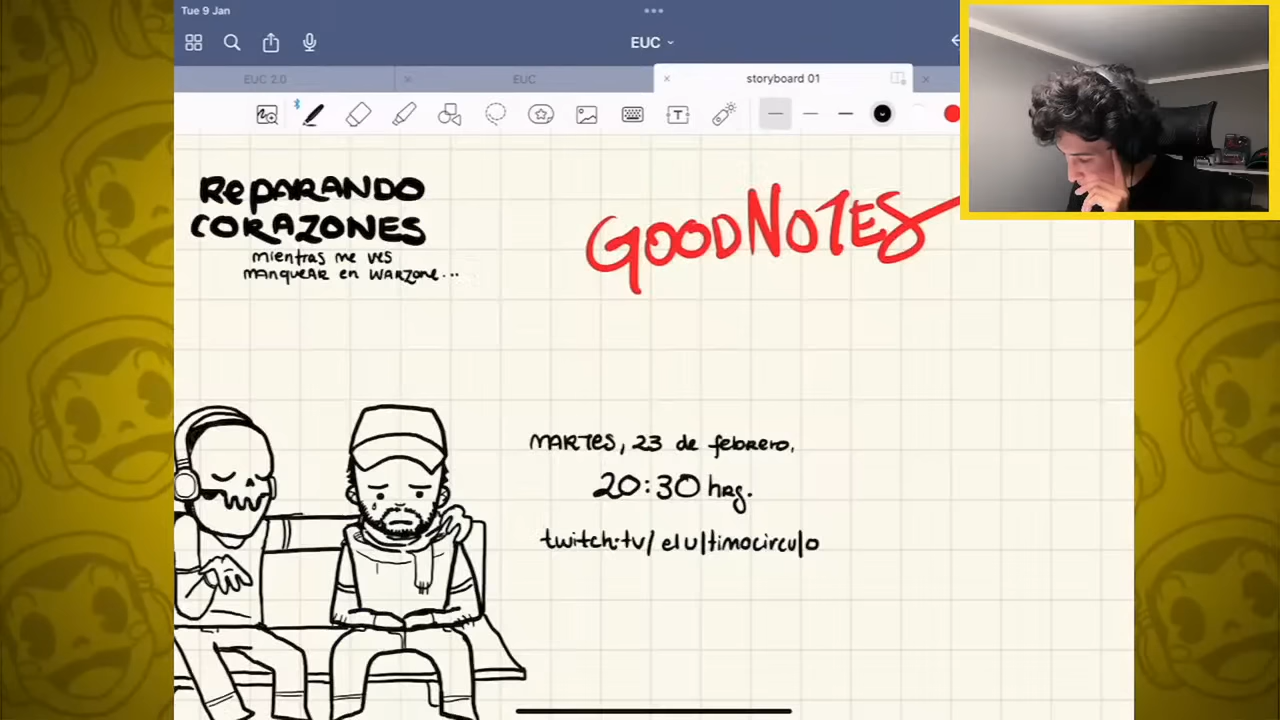 Tue 9 Jan
EUC
EUC 2.0
EUC
storyboard 01
REPARANDO
CORAZONES
mientras me ves
manquear en warzone...
GOODNOTES
MARTES, 23 de febrero,
20:30 hrs.
twitch.tv/elultimocirculo